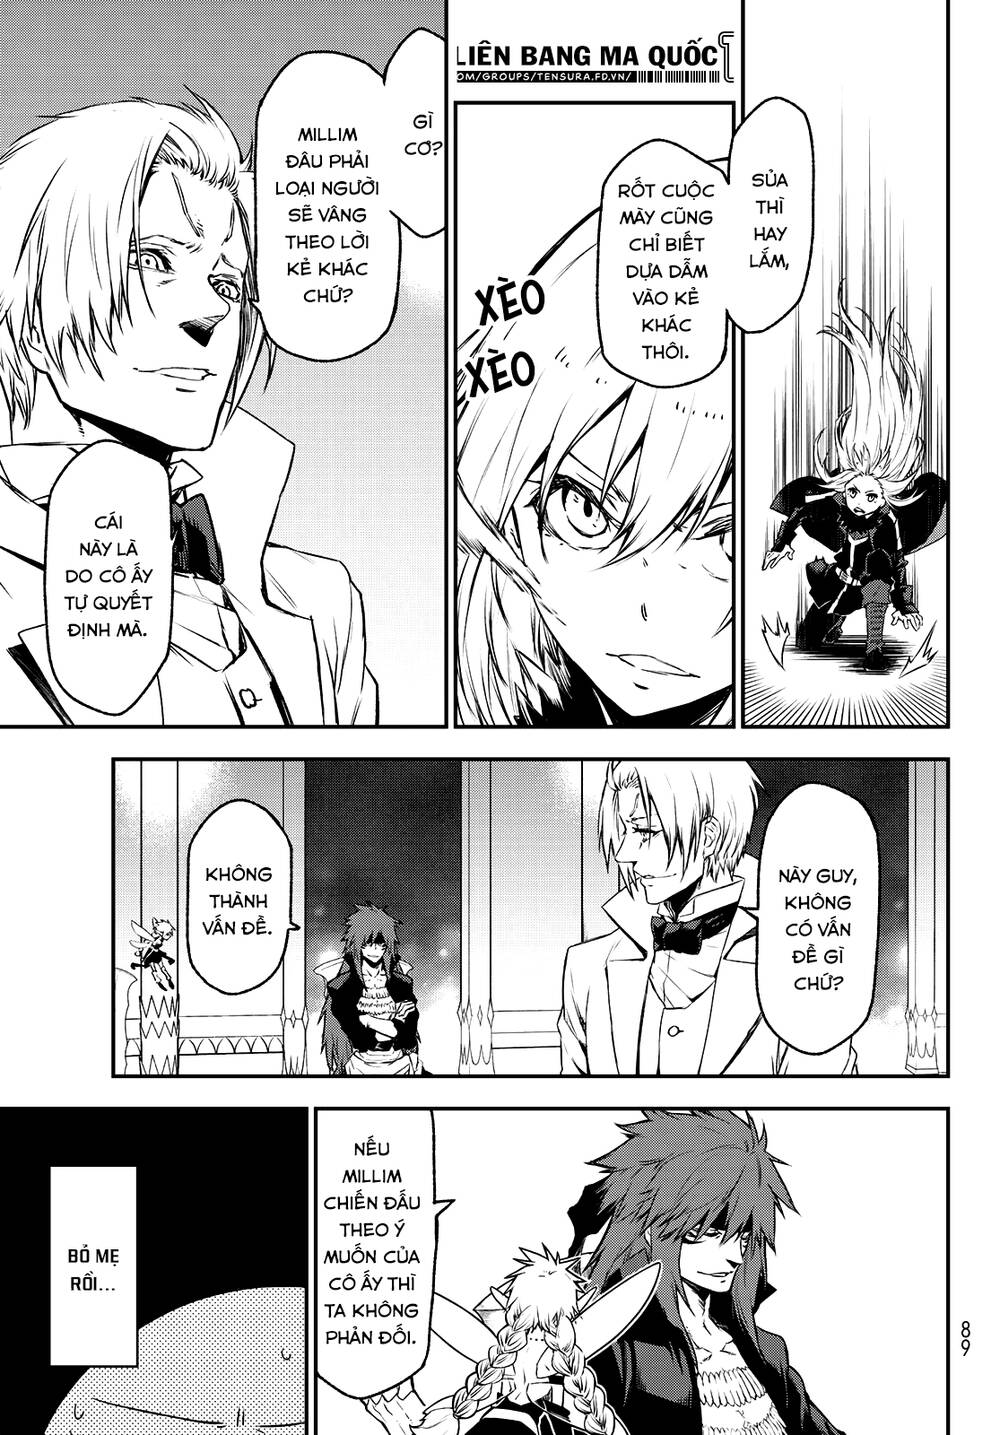 LIÊN BANG MA QUỐC
OM/GROUPS/TENSURA.FD.VN/
SỦA
THÌ
HAY
LẮM,
RỐT CUỘC
MÀY CŨNG
CHỈ BIẾT
DỰA DẪM
VÀO KẺ
KHÁC
THÔI.
XÈO
XÈO
GÌ
CƠ?
MILLIM
ĐÂU PHẢI
LOẠI NGƯỜI
SẼ VÂNG
THEO LỜI
KẺ KHÁC
CHỨ?
CÁI
NÀY LÀ
DO CÔ ẤY
TỰ QUYẾT
ĐỊNH MÀ.
NÀY GUY,
KHÔNG
CÓ VẤN
ĐỀ GÌ
CHỨ?
KHÔNG
THÀNH
VẤN ĐỀ.
NẾU
MILLIM
CHIẾN ĐẤU
THEO Ý
MUỐN CỦA
CÔ ẤY THÌ
TA KHÔNG
PHẢN ĐỐI.
BỎ MẸ
RỒI...
89